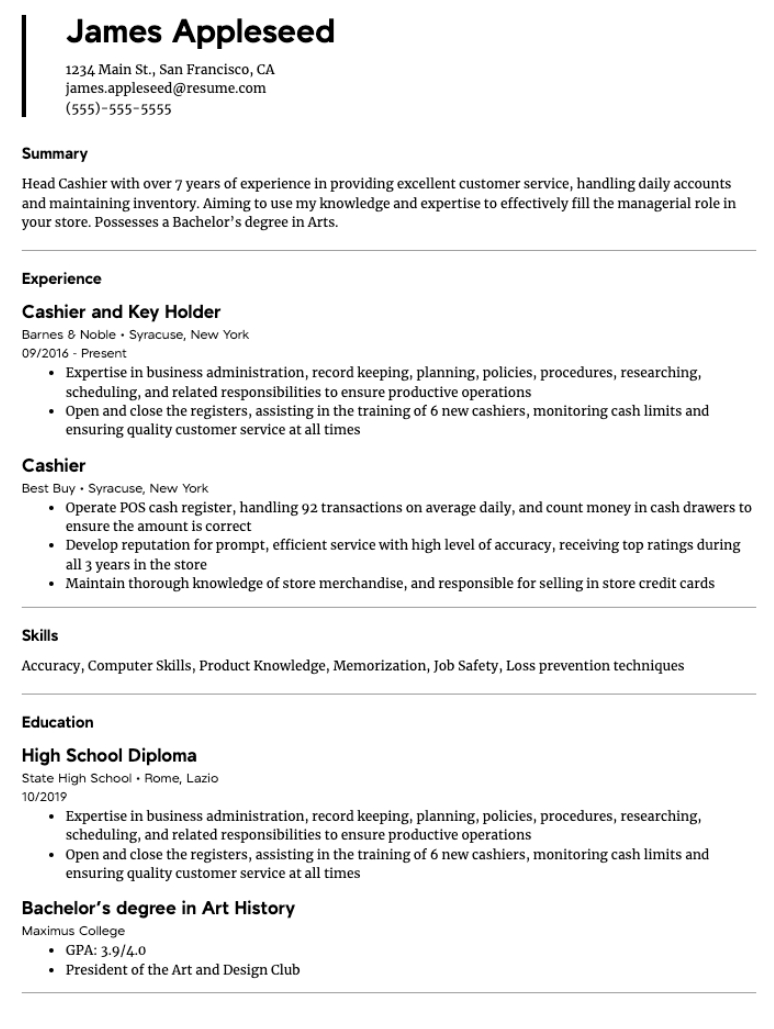 James Appleseed
1234 Main St., San Francisco, CA
james.appleseed@resume.com
(555)-555-5555
Summary
Head Cashier with over 7 years of experience in providing excellent customer service, handling daily accounts
and maintaining inventory. Aiming to use my knowledge and expertise to effectively fill the managerial role in
your store. Possesses a Bachelor’s degree in Arts.
Experience
Cashier and Key Holder
Barnes & Noble • Syracuse, New York
09/2016 - Present
• Expertise in business administration, record keeping, planning, policies, procedures, researching,
scheduling, and related responsibilities to ensure productive operations
• Open and close the registers, assisting in the training of 6 new cashiers, monitoring cash limits and
ensuring quality customer service at all times
Cashier
Best Buy • Syracuse, New York
• Operate POS cash register, handling 92 transactions on average daily, and count money in cash drawers to
ensure the amount is correct
• Develop reputation for prompt, efficient service with high level of accuracy, receiving top ratings during
all 3 years in the store
• Maintain thorough knowledge of store merchandise, and responsible for selling in store credit cards
Skills
Accuracy, Computer Skills, Product Knowledge, Memorization, Job Safety, Loss prevention techniques
Education
High School Diploma
State High School • Rome, Lazio
10/2019
• Expertise in business administration, record keeping, planning, policies, procedures, researching,
scheduling, and related responsibilities to ensure productive operations
• Open and close the registers, assisting in the training of 6 new cashiers, monitoring cash limits and
ensuring quality customer service at all times
Bachelor’s degree in Art History
Maximus College
• GPA: 3.9/4.0
• President of the Art and Design Club